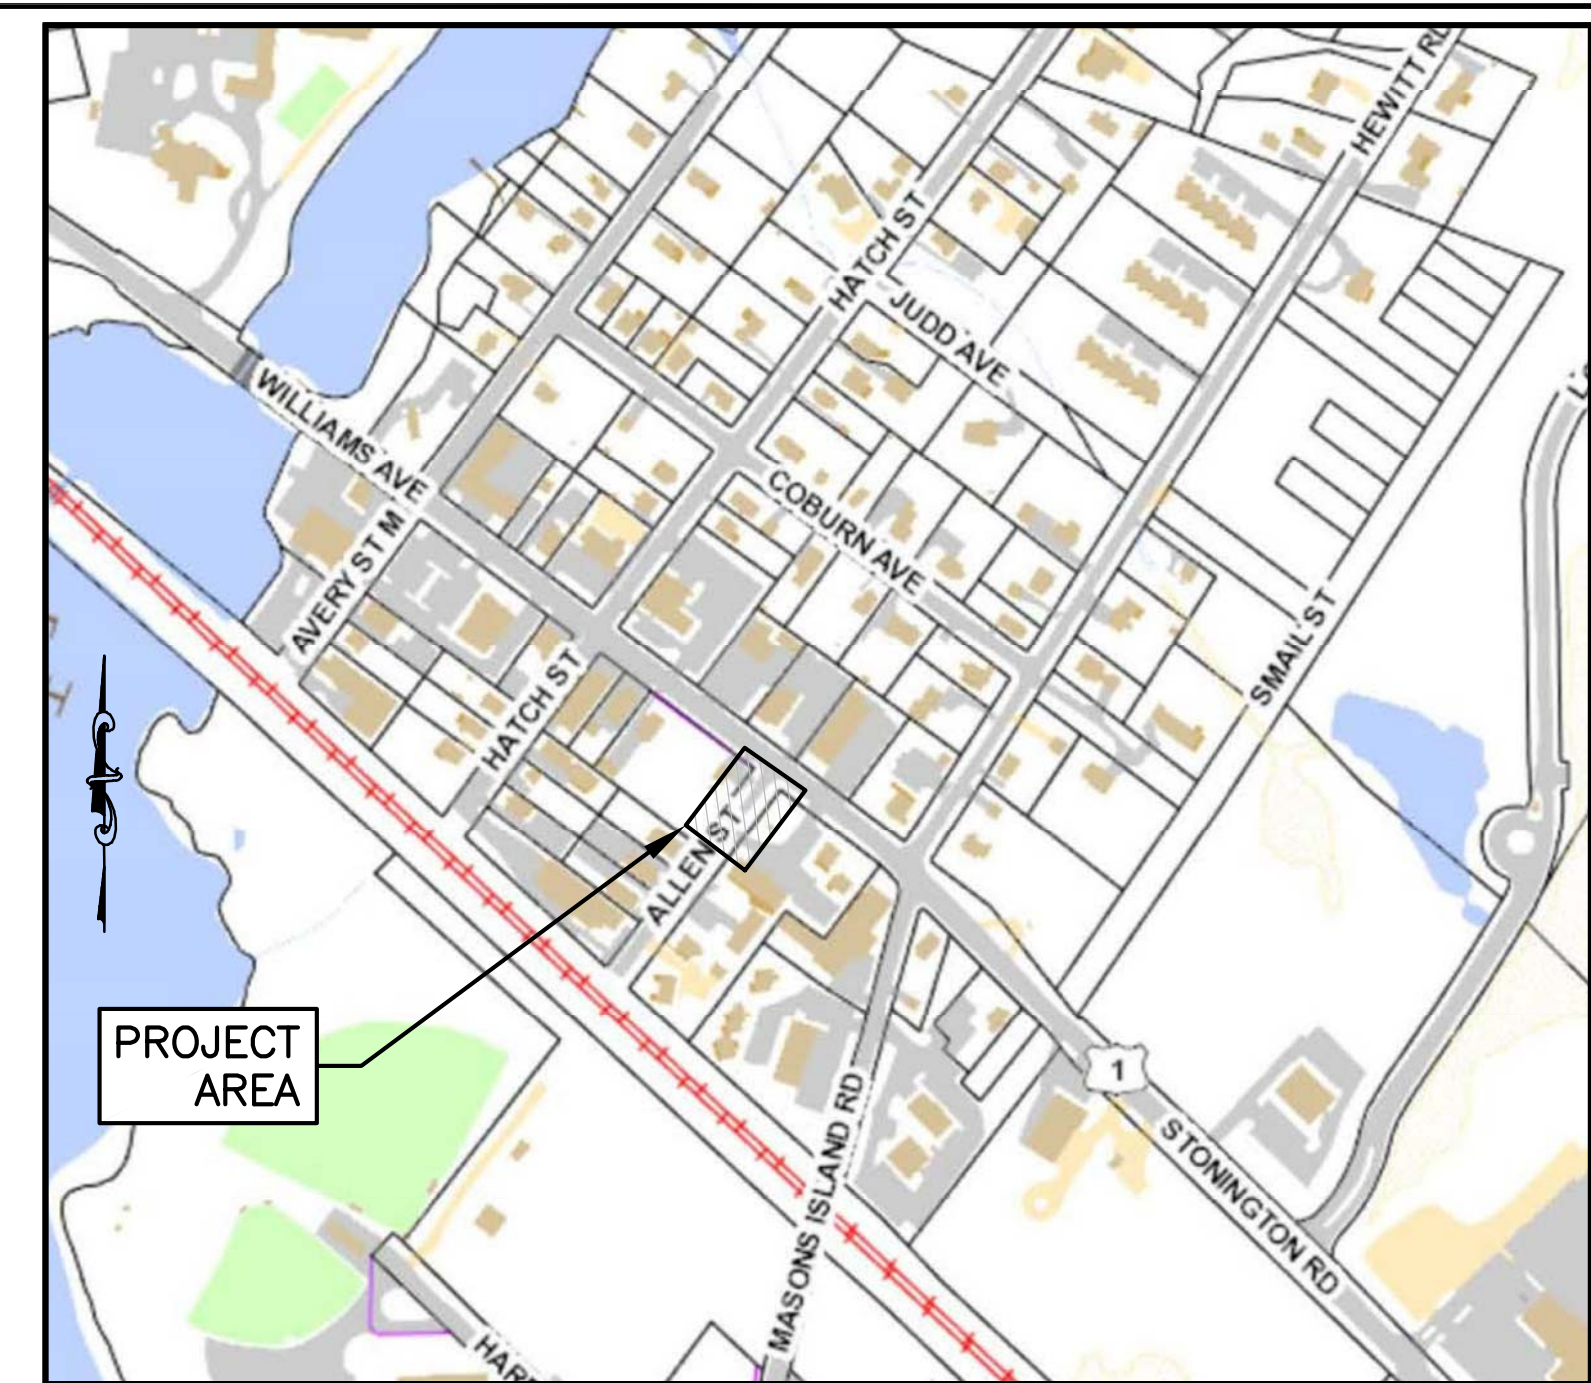 HEWITT RD
HATCH ST
JUDD AVE
WILLIAMS AVE
COBURN AVE
AVERY ST M
SMAIL ST
HATCH ST
ALLEN ST
PROJECT
AREA
1
STONINGTON RD
MASONS ISLAND RD